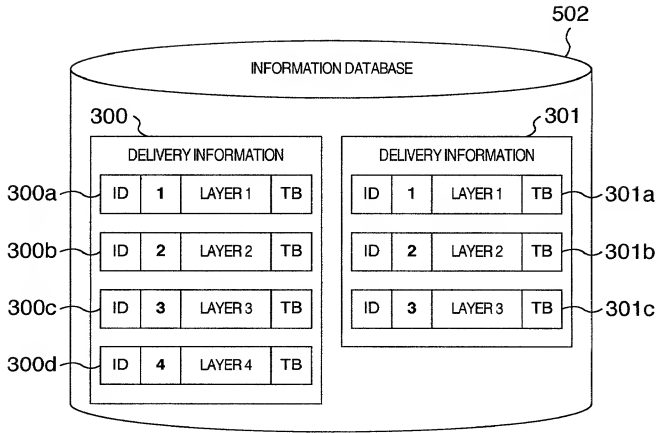 502
INFORMATION DATABASE
300
DELIVERY INFORMATION
300a ID 1 LAYER 1 TB
300b ID 2 LAYER 2 TB
300c ID 3 LAYER 3 TB
300d ID 4 LAYER 4 TB
301
DELIVERY INFORMATION
ID 1 LAYER 1 TB 301a
ID 2 LAYER 2 TB 301b
ID 3 LAYER 3 TB 301c